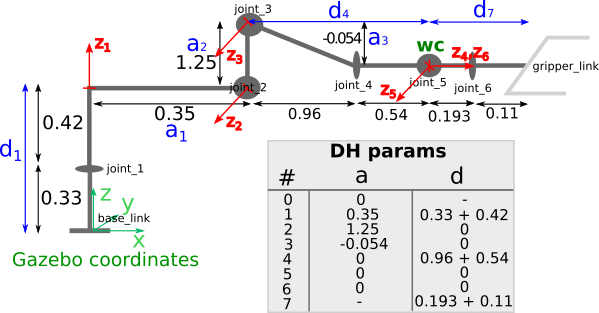 joint_3
d4
d7
z1
a2
1.25
z3
-0.054
a3
wc
z4
z6
gripper_link
joint_2
joint_4
joint_5
joint_6
z5
0.42
0.35
a1
z2
0.96
0.54
0.193
0.11
d1
joint_1
0.33
z
y
base_link
x
Gazebo coordinates
DH params
# a d
0 0 -
1 0.35 0.33 + 0.42
2 1.25 0
3 -0.054 0
4 0 0.96 + 0.54
5 0 0
6 0 0
7 - 0.193 + 0.11